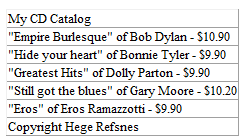 My CD Catalog
"Empire Burlesque" of Bob Dylan - $10.90
"Hide your heart" of Bonnie Tyler - $9.90
"Greatest Hits" of Dolly Parton - $9.90
"Still got the blues" of Gary Moore - $10.20
"Eros" of Eros Ramazzotti - $9.90
Copyright Hege Refsnes